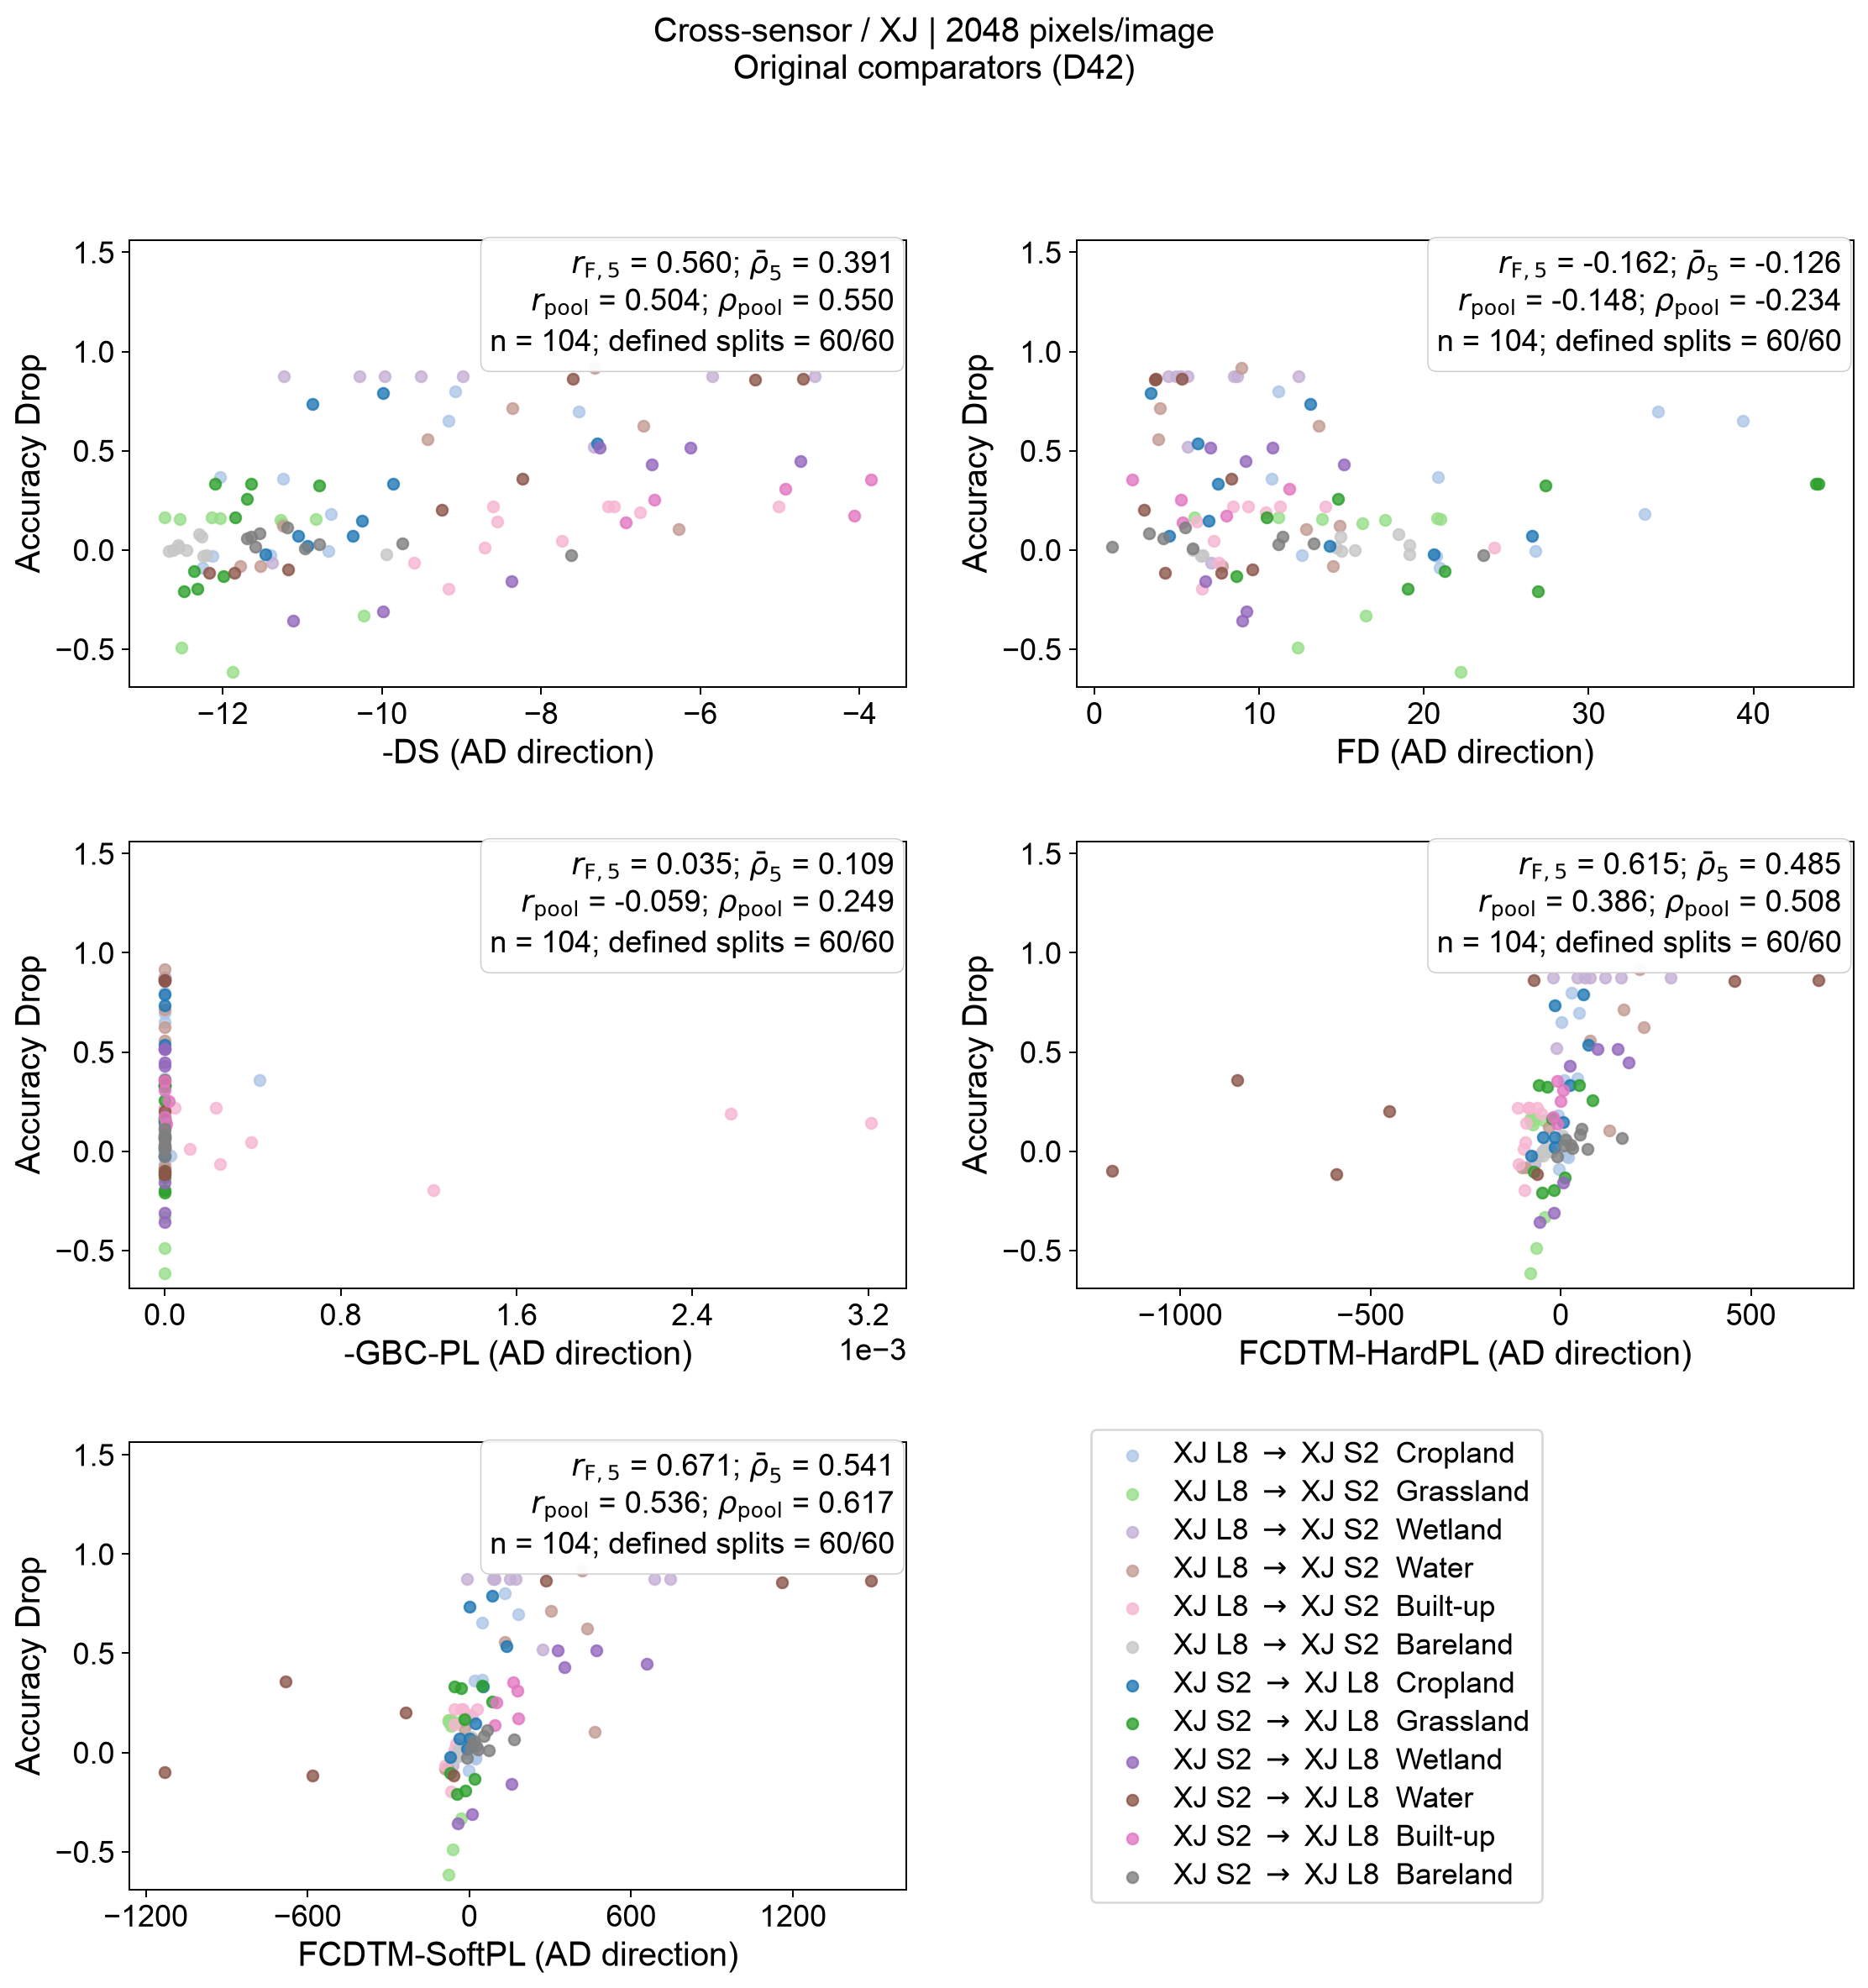 Cross-sensor / XJ | 2048 pixels/image
Original comparators (D42)
r_F,5 = 0.560; ρ̄_5 = 0.391
r_pool = 0.504; ρ_pool = 0.550
n = 104; defined splits = 60/60
Accuracy Drop
1.5
1.0
0.5
0.0
−0.5
−12 −10 −8 −6 −4
-DS (AD direction)
r_F,5 = -0.162; ρ̄_5 = -0.126
r_pool = -0.148; ρ_pool = -0.234
n = 104; defined splits = 60/60
Accuracy Drop
1.5
1.0
0.5
0.0
−0.5
0 10 20 30 40
FD (AD direction)
r_F,5 = 0.035; ρ̄_5 = 0.109
r_pool = -0.059; ρ_pool = 0.249
n = 104; defined splits = 60/60
Accuracy Drop
1.5
1.0
0.5
0.0
−0.5
0.0 0.8 1.6 2.4 3.2
1e−3
-GBC-PL (AD direction)
r_F,5 = 0.615; ρ̄_5 = 0.485
r_pool = 0.386; ρ_pool = 0.508
n = 104; defined splits = 60/60
Accuracy Drop
1.5
1.0
0.5
0.0
−0.5
−1000 −500 0 500
FCDTM-HardPL (AD direction)
r_F,5 = 0.671; ρ̄_5 = 0.541
r_pool = 0.536; ρ_pool = 0.617
n = 104; defined splits = 60/60
Accuracy Drop
1.5
1.0
0.5
0.0
−0.5
−1200 −600 0 600 1200
FCDTM-SoftPL (AD direction)
XJ L8 → XJ S2 Cropland
XJ L8 → XJ S2 Grassland
XJ L8 → XJ S2 Wetland
XJ L8 → XJ S2 Water
XJ L8 → XJ S2 Built-up
XJ L8 → XJ S2 Bareland
XJ S2 → XJ L8 Cropland
XJ S2 → XJ L8 Grassland
XJ S2 → XJ L8 Wetland
XJ S2 → XJ L8 Water
XJ S2 → XJ L8 Built-up
XJ S2 → XJ L8 Bareland